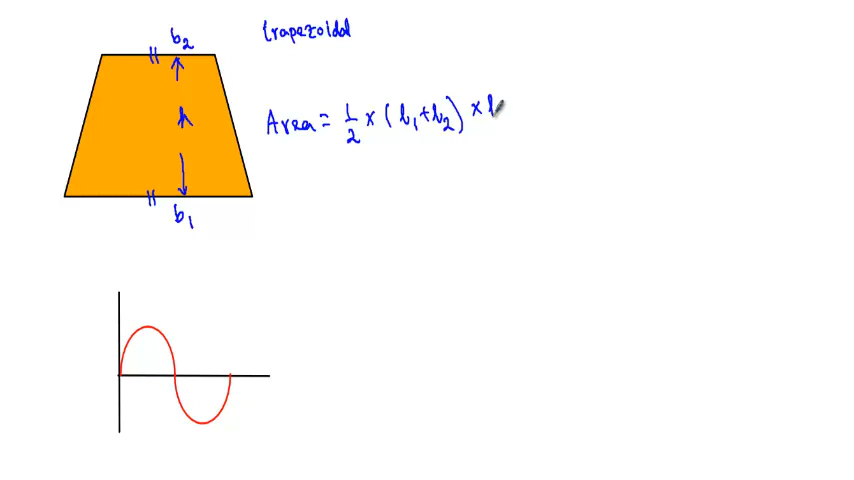 b₂
trapezoidal
h
Area = 1/2 × (b₁+b₂) × h
b₁